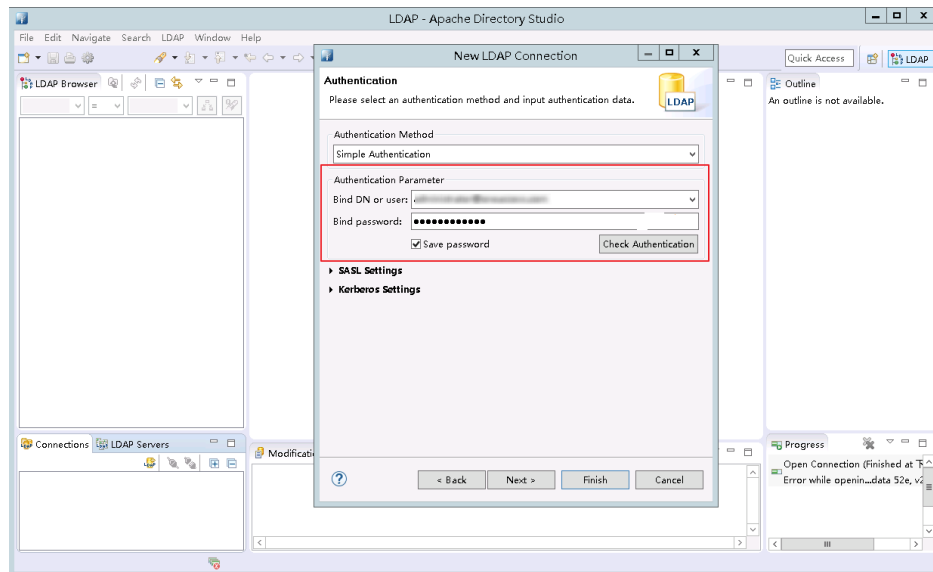 LDAP - Apache Directory Studio
File Edit Navigate Search LDAP Window Help
Quick Access
LDAP
LDAP Browser
=
New LDAP Connection
Authentication
Please select an authentication method and input authentication data.
LDAP
Authentication Method
Simple Authentication
Authentication Parameter
Bind DN or user:
Bind password: ●●●●●●●●●●●●
Save password
Check Authentication
SASL Settings
Kerberos Settings
< Back
Next >
Finish
Cancel
Outline
An outline is not available.
Connections
LDAP Servers
Modificati
Progress
Open Connection (Finished at
Error while openin...data 52e, v2